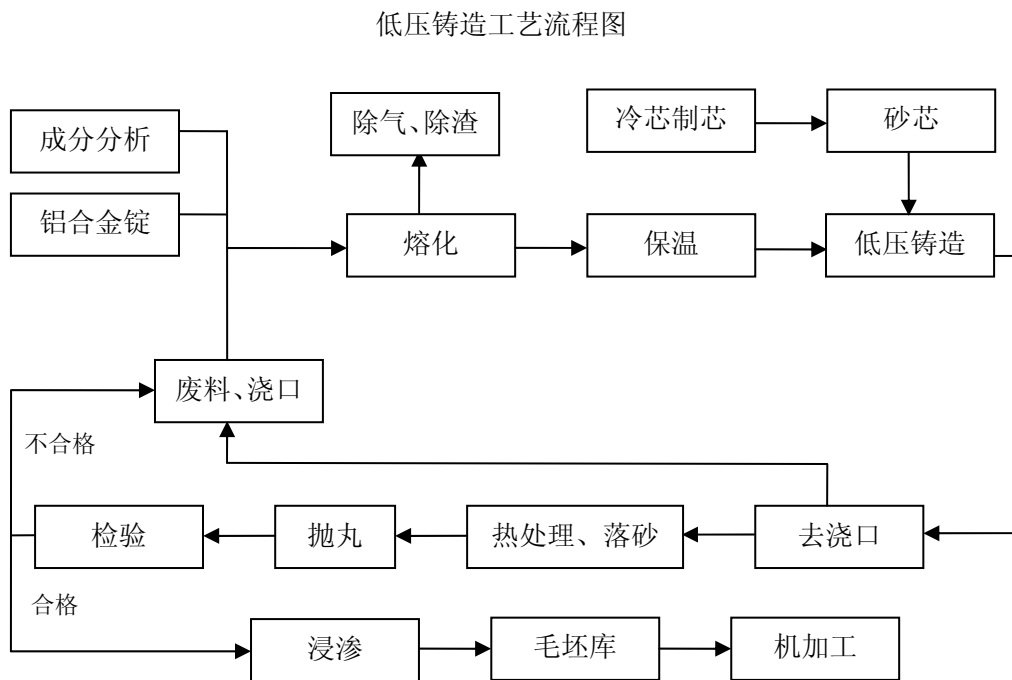 低压铸造工艺流程图
成分分析
除气、除渣
冷芯制芯
砂芯
铝合金锭
熔化
保温
低压铸造
废料、浇口
不合格
检验
抛丸
热处理、落砂
去浇口
合格
浸渗
毛坯库
机加工